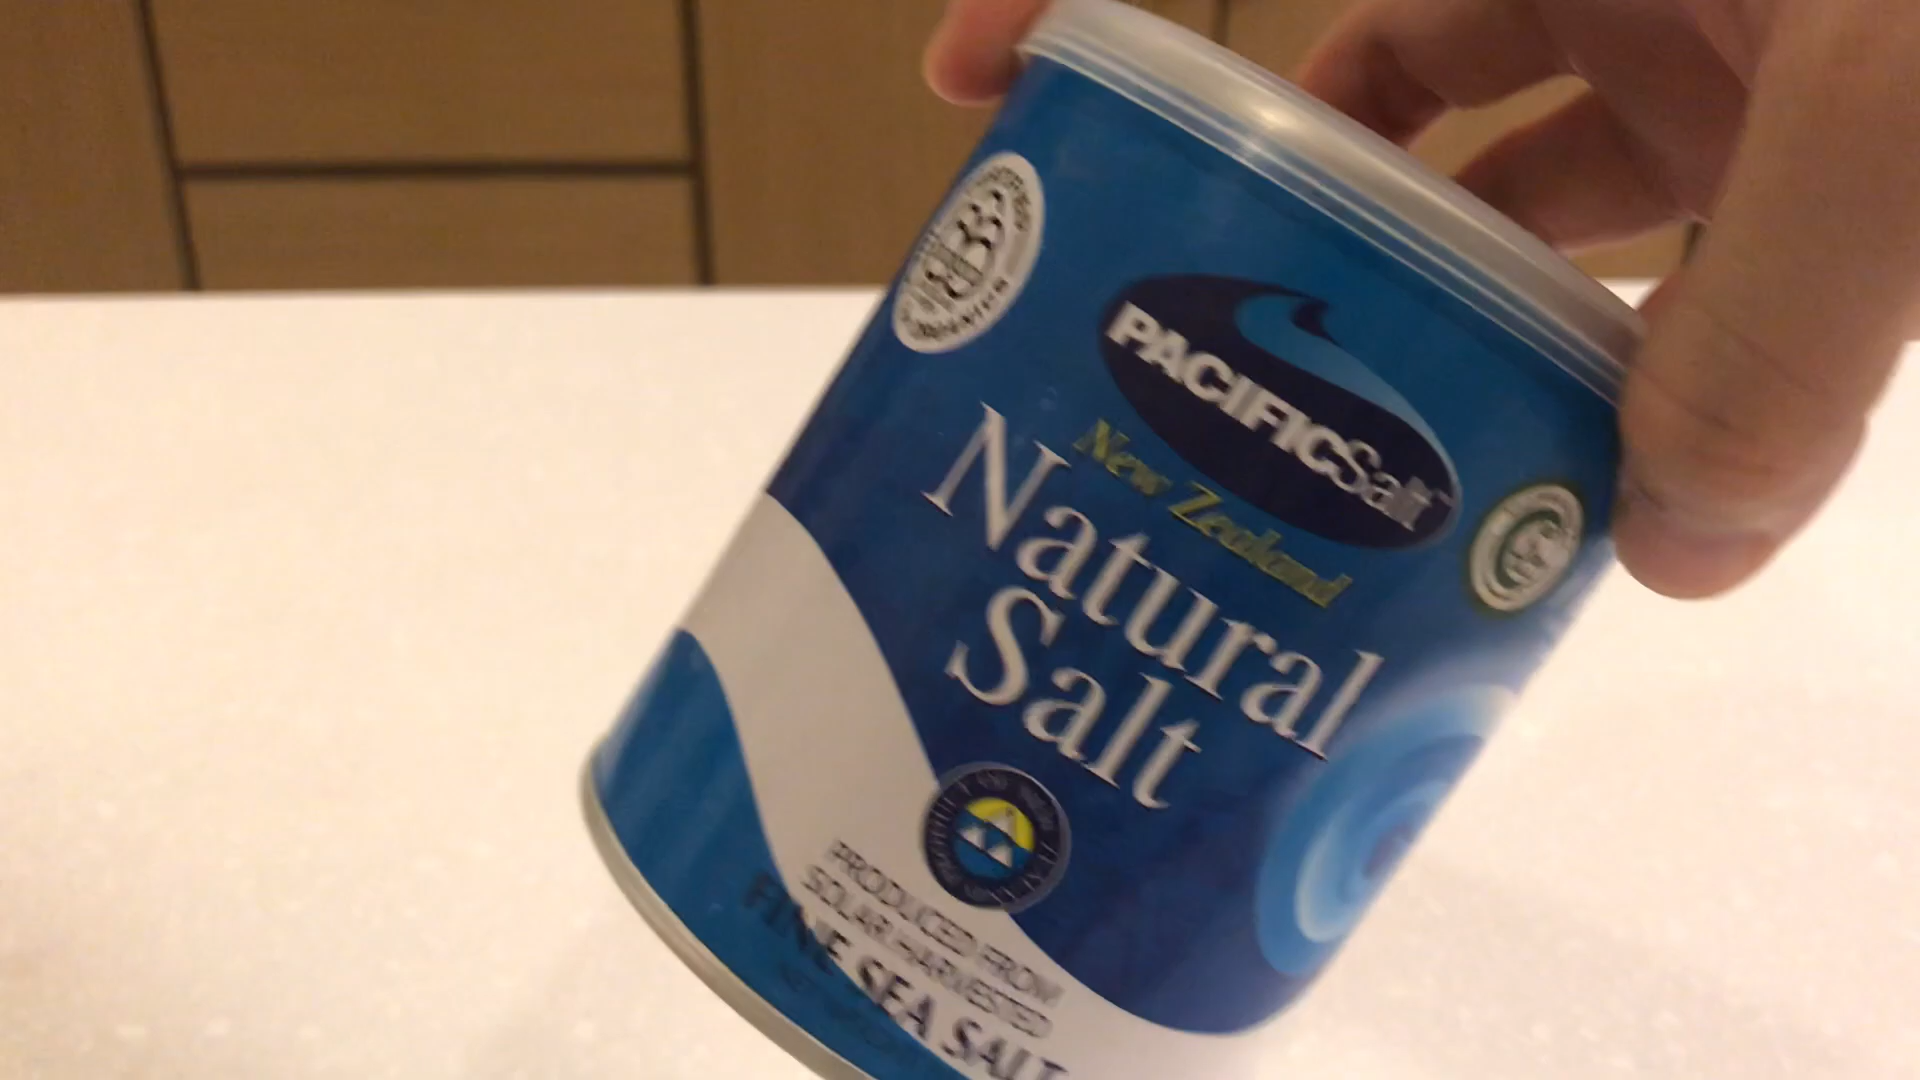 PACIFICSalt
New Zealand
Natural
Salt
PRODUCED FROM
SOLAR HARVESTED
FINE SEA SALT